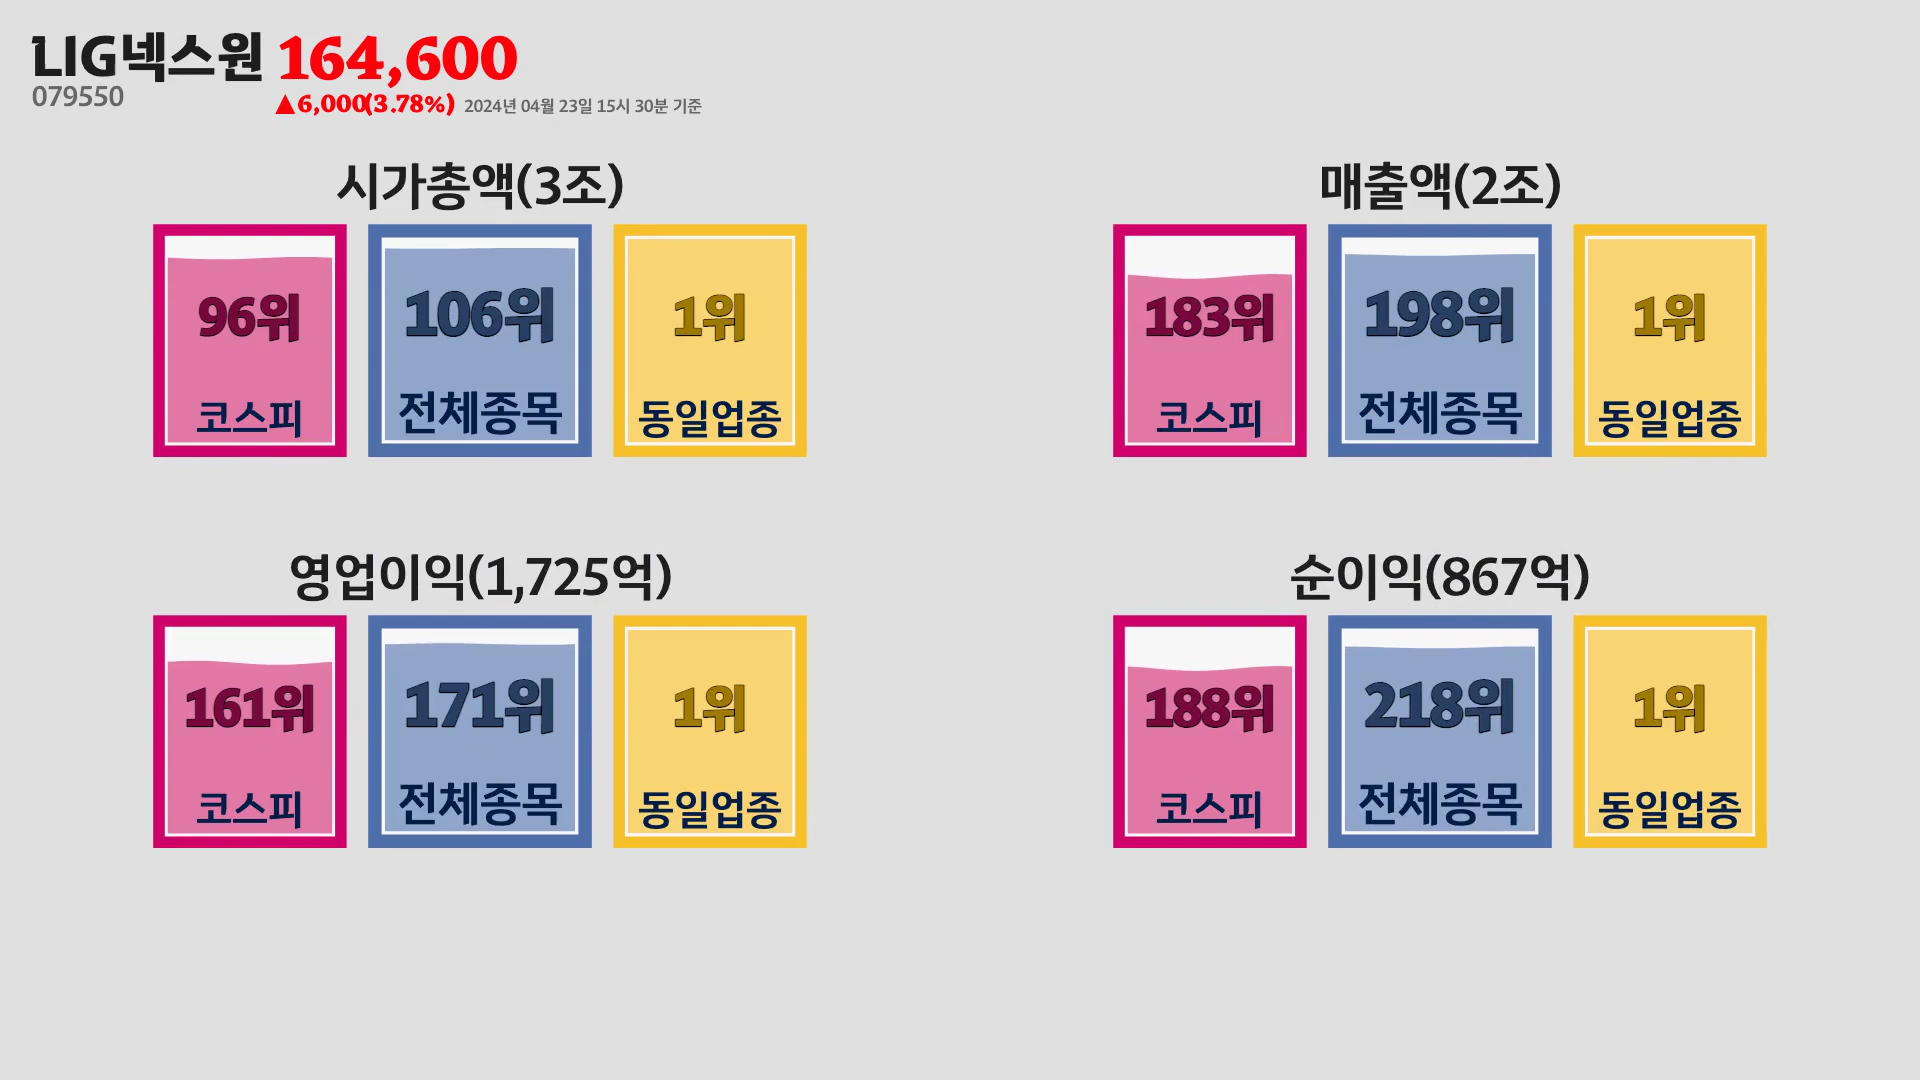 LIG넥스원 164,600
079550
▲6,000(3.78%) 2024년 04월 23일 15시 30분 기준
시가총액(3조)
96위 106위 1위
코스피 전체종목 동일업종
매출액(2조)
183위 198위 1위
코스피 전체종목 동일업종
영업이익(1,725억)
161위 171위 1위
코스피 전체종목 동일업종
순이익(867억)
188위 218위 1위
코스피 전체종목 동일업종